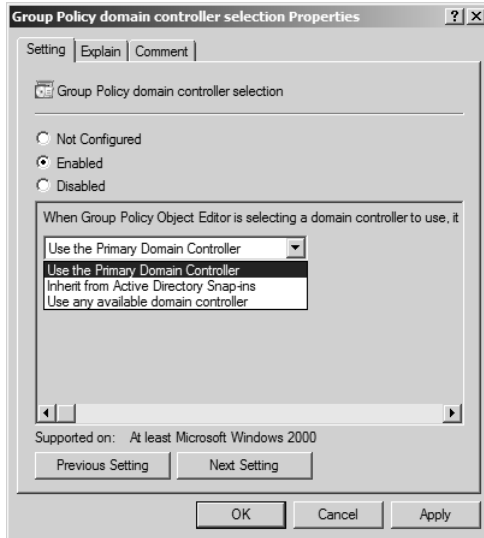 Group Policy domain controller selection Properties
Setting Explain Comment
Group Policy domain controller selection
Not Configured
Enabled
Disabled
When Group Policy Object Editor is selecting a domain controller to use, it
Use the Primary Domain Controller
Use the Primary Domain Controller
Inherit from Active Directory Snap-ins
Use any available domain controller
Supported on: At least Microsoft Windows 2000
Previous Setting Next Setting
OK Cancel Apply